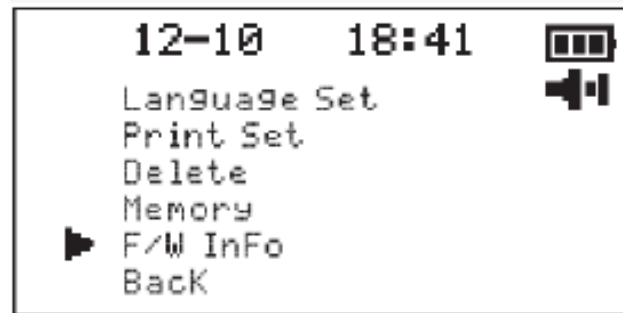 12-10 18:41
Language Set
Print Set
Delete
Memory
F/W InFo
BacK